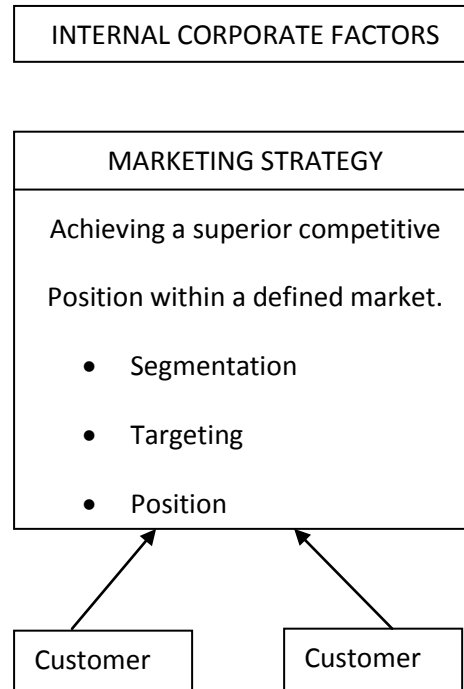 INTERNAL CORPORATE FACTORS
MARKETING STRATEGY
Achieving a superior competitive
Position within a defined market.
• Segmentation
• Targeting
• Position
Customer
Customer